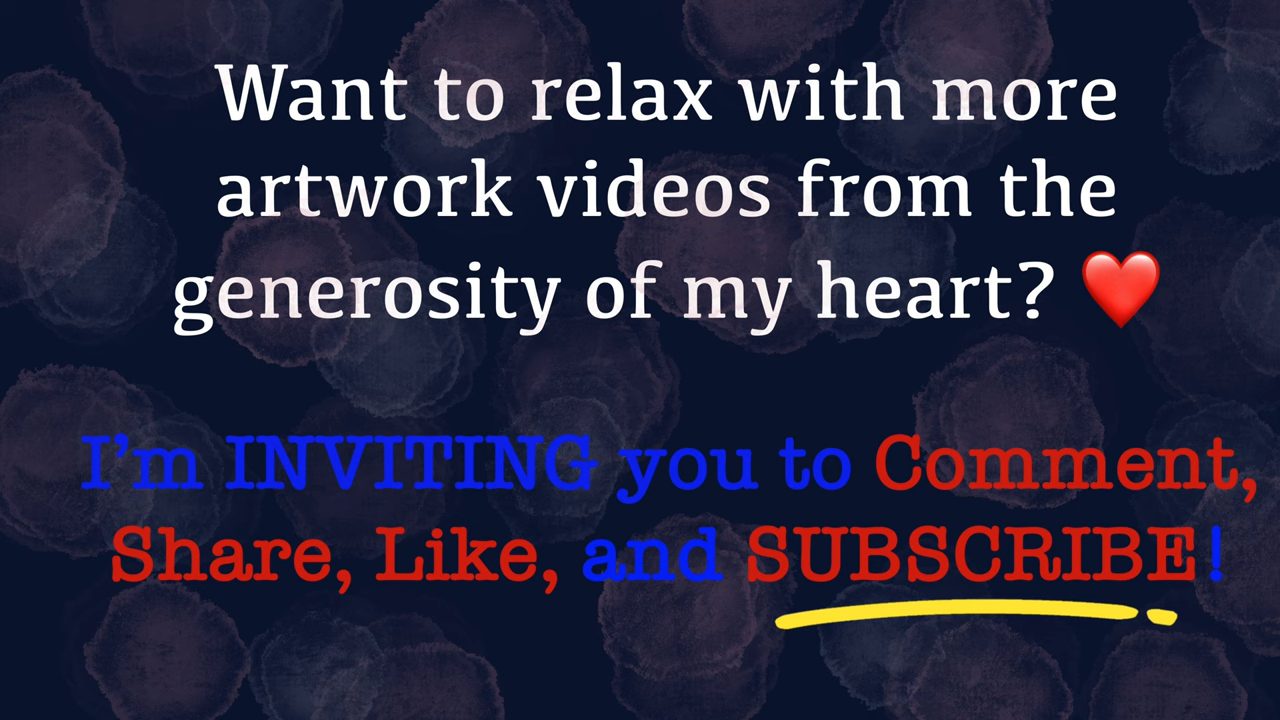 Want to relax with more
artwork videos from the
generosity of my heart? ❤️
I'm INVITING you to Comment,
Share, Like, and SUBSCRIBE!